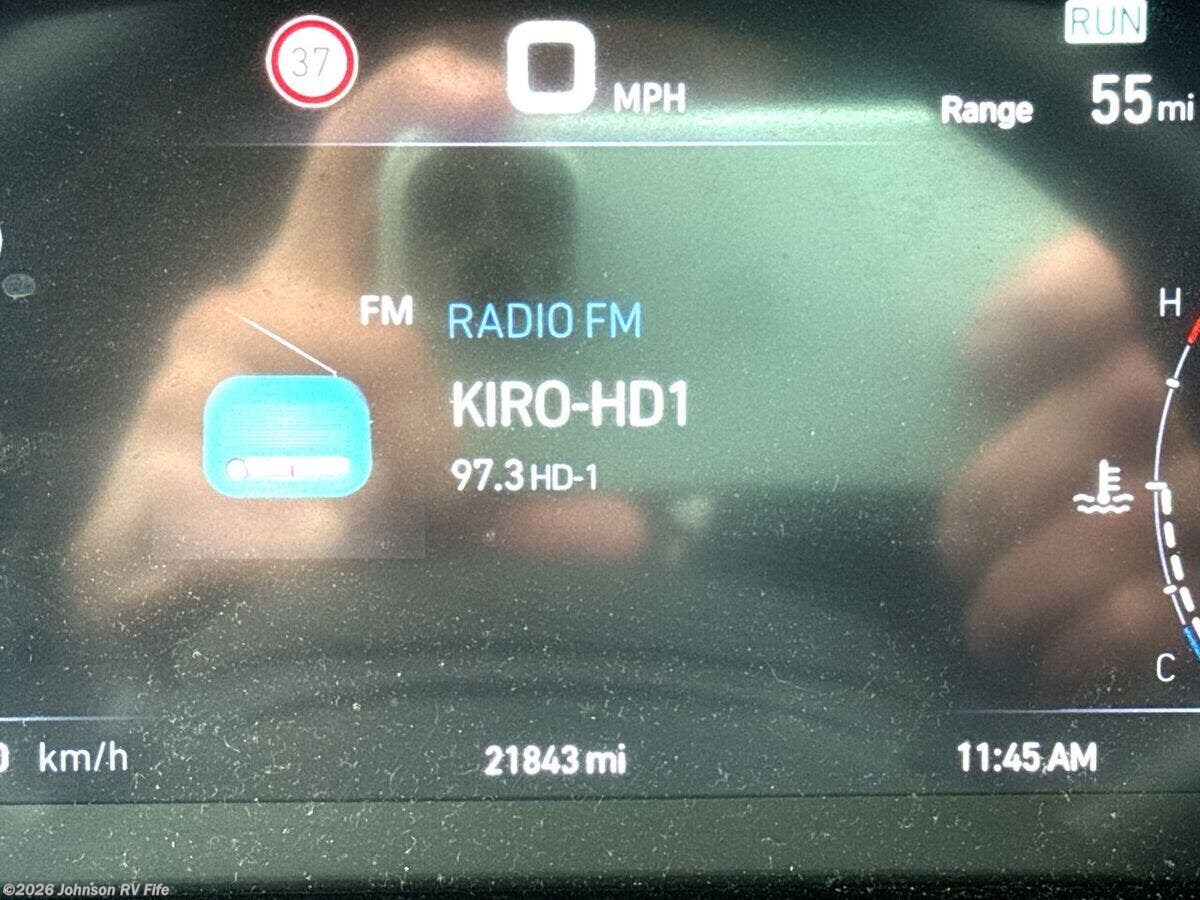 RUN
37
0 MPH
Range 55 mi
FM RADIO FM
KIRO-HD1
97.3 HD-1
H
C
km/h
21843 mi
11:45 AM
©2026 Johnson RV Fife